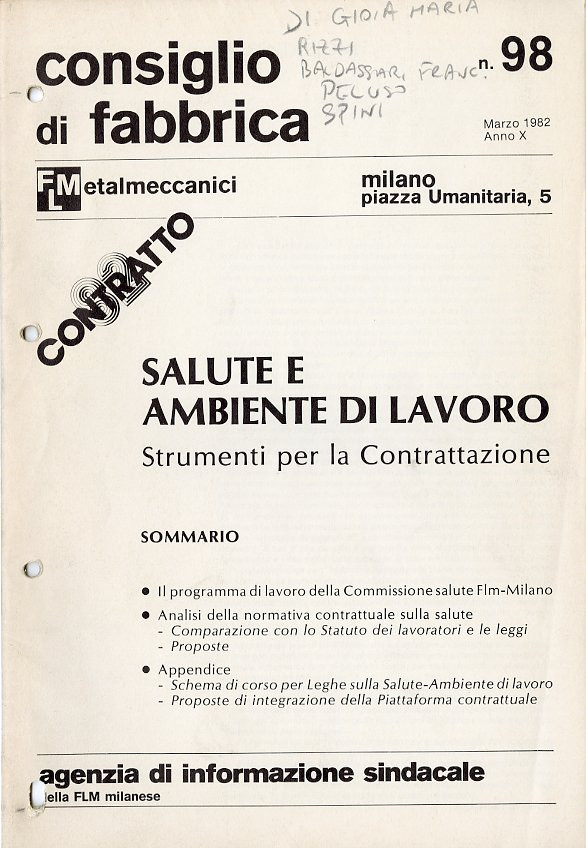 DI GIOIA MARIA
RIZZI
BALDASSARI FRANC.
PELUSO
SPINI
consiglio
di fabbrica
n. 98
Marzo 1982
Anno X
FLMetalmeccanici
milano
piazza Umanitaria, 5
CONTRATTO
82
SALUTE E
AMBIENTE DI LAVORO
Strumenti per la Contrattazione
SOMMARIO
● Il programma di lavoro della Commissione salute Flm-Milano
● Analisi della normativa contrattuale sulla salute
- Comparazione con lo Statuto dei lavoratori e le leggi
- Proposte
● Appendice
- Schema di corso per Leghe sulla Salute-Ambiente di lavoro
- Proposte di integrazione della Piattaforma contrattuale
agenzia di informazione sindacale
della FLM milanese